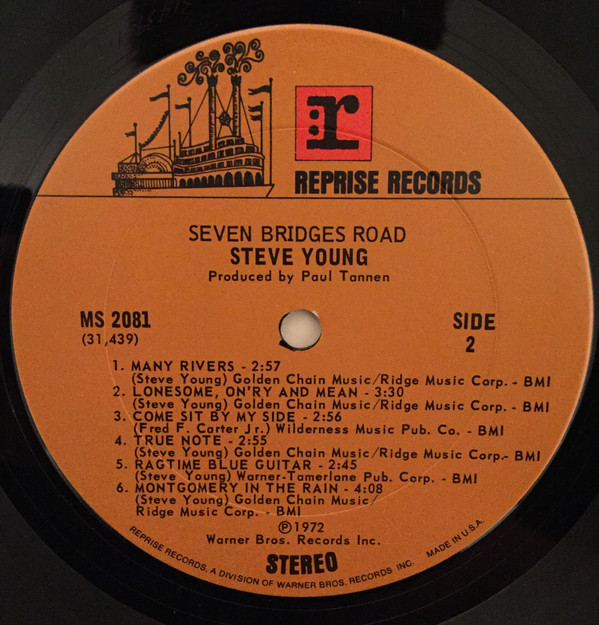 :r
REPRISE RECORDS
SEVEN BRIDGES ROAD
STEVE YOUNG
Produced by Paul Tannen
MS 2081
(31,439)
SIDE
2
1. MANY RIVERS - 2:57
(Steve Young) Golden Chain Music/Ridge Music Corp. - BMI
2. LONESOME, ON'RY AND MEAN - 3:30
(Steve Young) Golden Chain Music/Ridge Music Corp. - BMI
3. COME SIT BY MY SIDE - 2:56
(Fred F. Carter Jr.) Wilderness Music Pub. Co. - BMI
4. TRUE NOTE - 2:55
(Steve Young) Golden Chain Music/Ridge Music Corp.- BMI
5. RAGTIME BLUE GUITAR - 2:45
(Steve Young) Warner-Tamerlane Pub. Corp. - BMI
6. MONTGOMERY IN THE RAIN - 4:08
(Steve Young) Golden Chain Music/
Ridge Music Corp. - BMI
Ⓟ1972
Warner Bros. Records Inc.
STEREO
REPRISE RECORDS, A DIVISION OF WARNER BROS. RECORDS INC. MADE IN U.S.A.